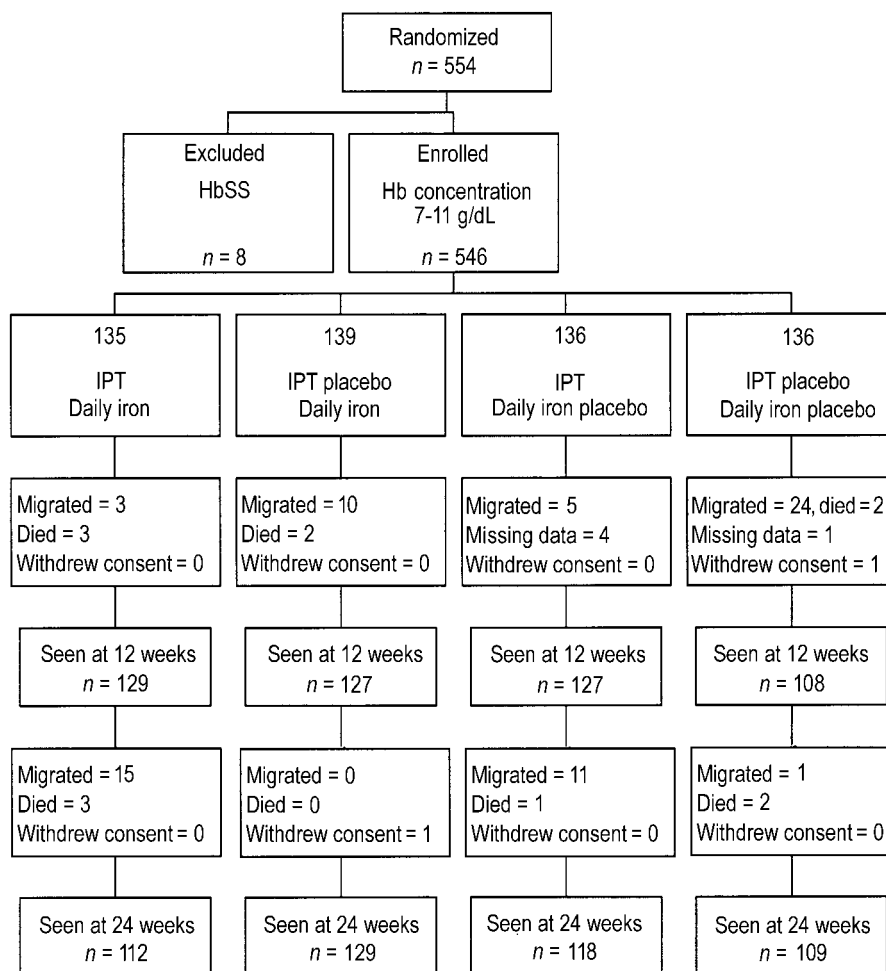 Randomized
n = 554
Excluded
HbSS
n = 8
Enrolled
Hb concentration
7-11 g/dL
n = 546
135
IPT
Daily iron
139
IPT placebo
Daily iron
136
IPT
Daily iron placebo
136
IPT placebo
Daily iron placebo
Migrated = 3
Died = 3
Withdrew consent = 0
Migrated = 10
Died = 2
Withdrew consent = 0
Migrated = 5
Missing data = 4
Withdrew consent = 0
Migrated = 24, died = 2
Missing data = 1
Withdrew consent = 1
Seen at 12 weeks
n = 129
Seen at 12 weeks
n = 127
Seen at 12 weeks
n = 127
Seen at 12 weeks
n = 108
Migrated = 15
Died = 3
Withdrew consent = 0
Migrated = 0
Died = 0
Withdrew consent = 1
Migrated = 11
Died = 1
Withdrew consent = 0
Migrated = 1
Died = 2
Withdrew consent = 0
Seen at 24 weeks
n = 112
Seen at 24 weeks
n = 129
Seen at 24 weeks
n = 118
Seen at 24 weeks
n = 109